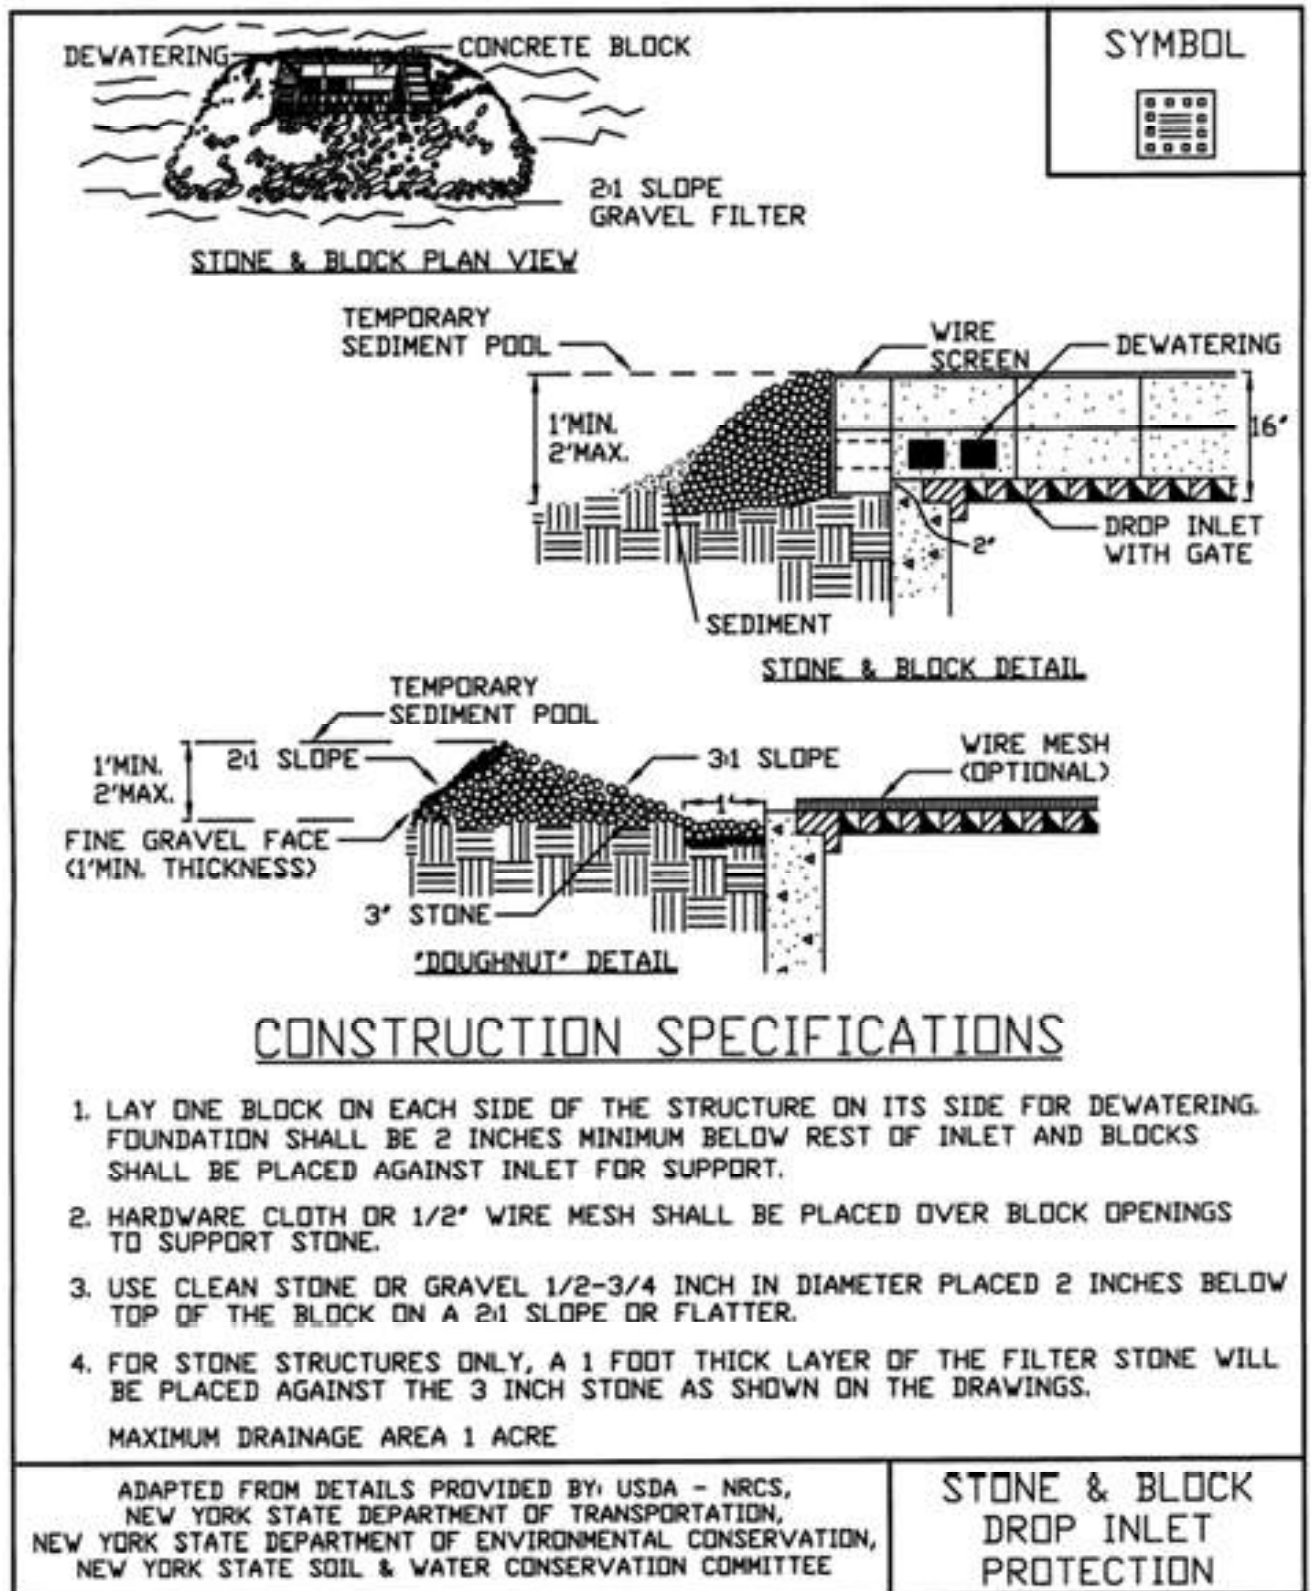 DEWATERING
CONCRETE BLOCK
SYMBOL
2:1 SLOPE
GRAVEL FILTER
STONE & BLOCK PLAN VIEW
TEMPORARY
SEDIMENT POOL
WIRE
SCREEN
DEWATERING
1'MIN.
2'MAX.
16"
2"
DROP INLET
WITH GATE
SEDIMENT
STONE & BLOCK DETAIL
TEMPORARY
SEDIMENT POOL
1'MIN.
2'MAX.
2:1 SLOPE
3:1 SLOPE
WIRE MESH
(OPTIONAL)
1'
FINE GRAVEL FACE
(1'MIN. THICKNESS)
3" STONE
"DOUGHNUT" DETAIL
CONSTRUCTION SPECIFICATIONS
1. LAY ONE BLOCK ON EACH SIDE OF THE STRUCTURE ON ITS SIDE FOR DEWATERING.
FOUNDATION SHALL BE 2 INCHES MINIMUM BELOW REST OF INLET AND BLOCKS
SHALL BE PLACED AGAINST INLET FOR SUPPORT.
2. HARDWARE CLOTH OR 1/2" WIRE MESH SHALL BE PLACED OVER BLOCK OPENINGS
TO SUPPORT STONE.
3. USE CLEAN STONE OR GRAVEL 1/2-3/4 INCH IN DIAMETER PLACED 2 INCHES BELOW
TOP OF THE BLOCK ON A 2:1 SLOPE OR FLATTER.
4. FOR STONE STRUCTURES ONLY, A 1 FOOT THICK LAYER OF THE FILTER STONE WILL
BE PLACED AGAINST THE 3 INCH STONE AS SHOWN ON THE DRAWINGS.
MAXIMUM DRAINAGE AREA 1 ACRE
ADAPTED FROM DETAILS PROVIDED BY: USDA - NRCS,
NEW YORK STATE DEPARTMENT OF TRANSPORTATION,
NEW YORK STATE DEPARTMENT OF ENVIRONMENTAL CONSERVATION,
NEW YORK STATE SOIL & WATER CONSERVATION COMMITTEE
STONE & BLOCK
DROP INLET
PROTECTION